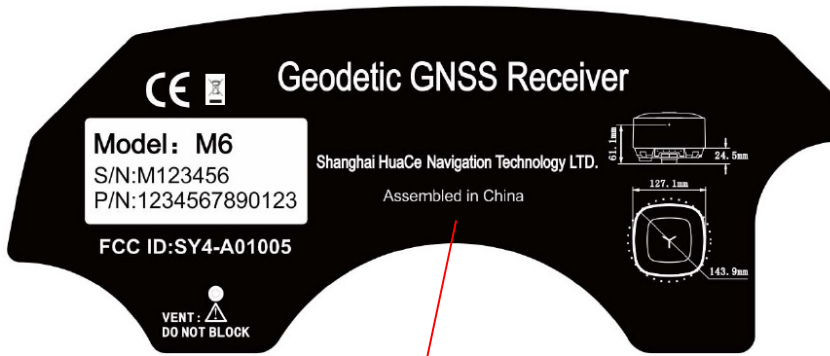 CE
Geodetic GNSS Receiver
Model: M6
S/N:M123456
P/N:1234567890123
Shanghai HuaCe Navigation Technology LTD.
Assembled in China
FCC ID:SY4-A01005
VENT:
DO NOT BLOCK
61.1mm
24.5mm
127.1mm
143.9mm